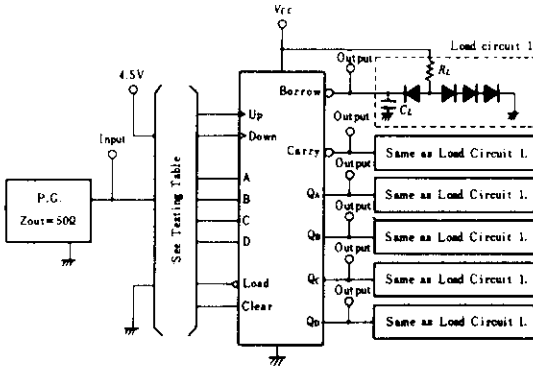 Vcc
Output
Load circuit 1
4.5V
RL
Borrow
CL
Up
Output
Down
Input
Carry
Same as Load Circuit 1.
Output
P.G.
Zout=50Ω
See Testing Table
A
QA
Same as Load Circuit 1.
B
Output
C
QB
Same as Load Circuit 1.
D
Output
Load
QC
Same as Load Circuit 1.
Output
Clear
QD
Same as Load Circuit 1.